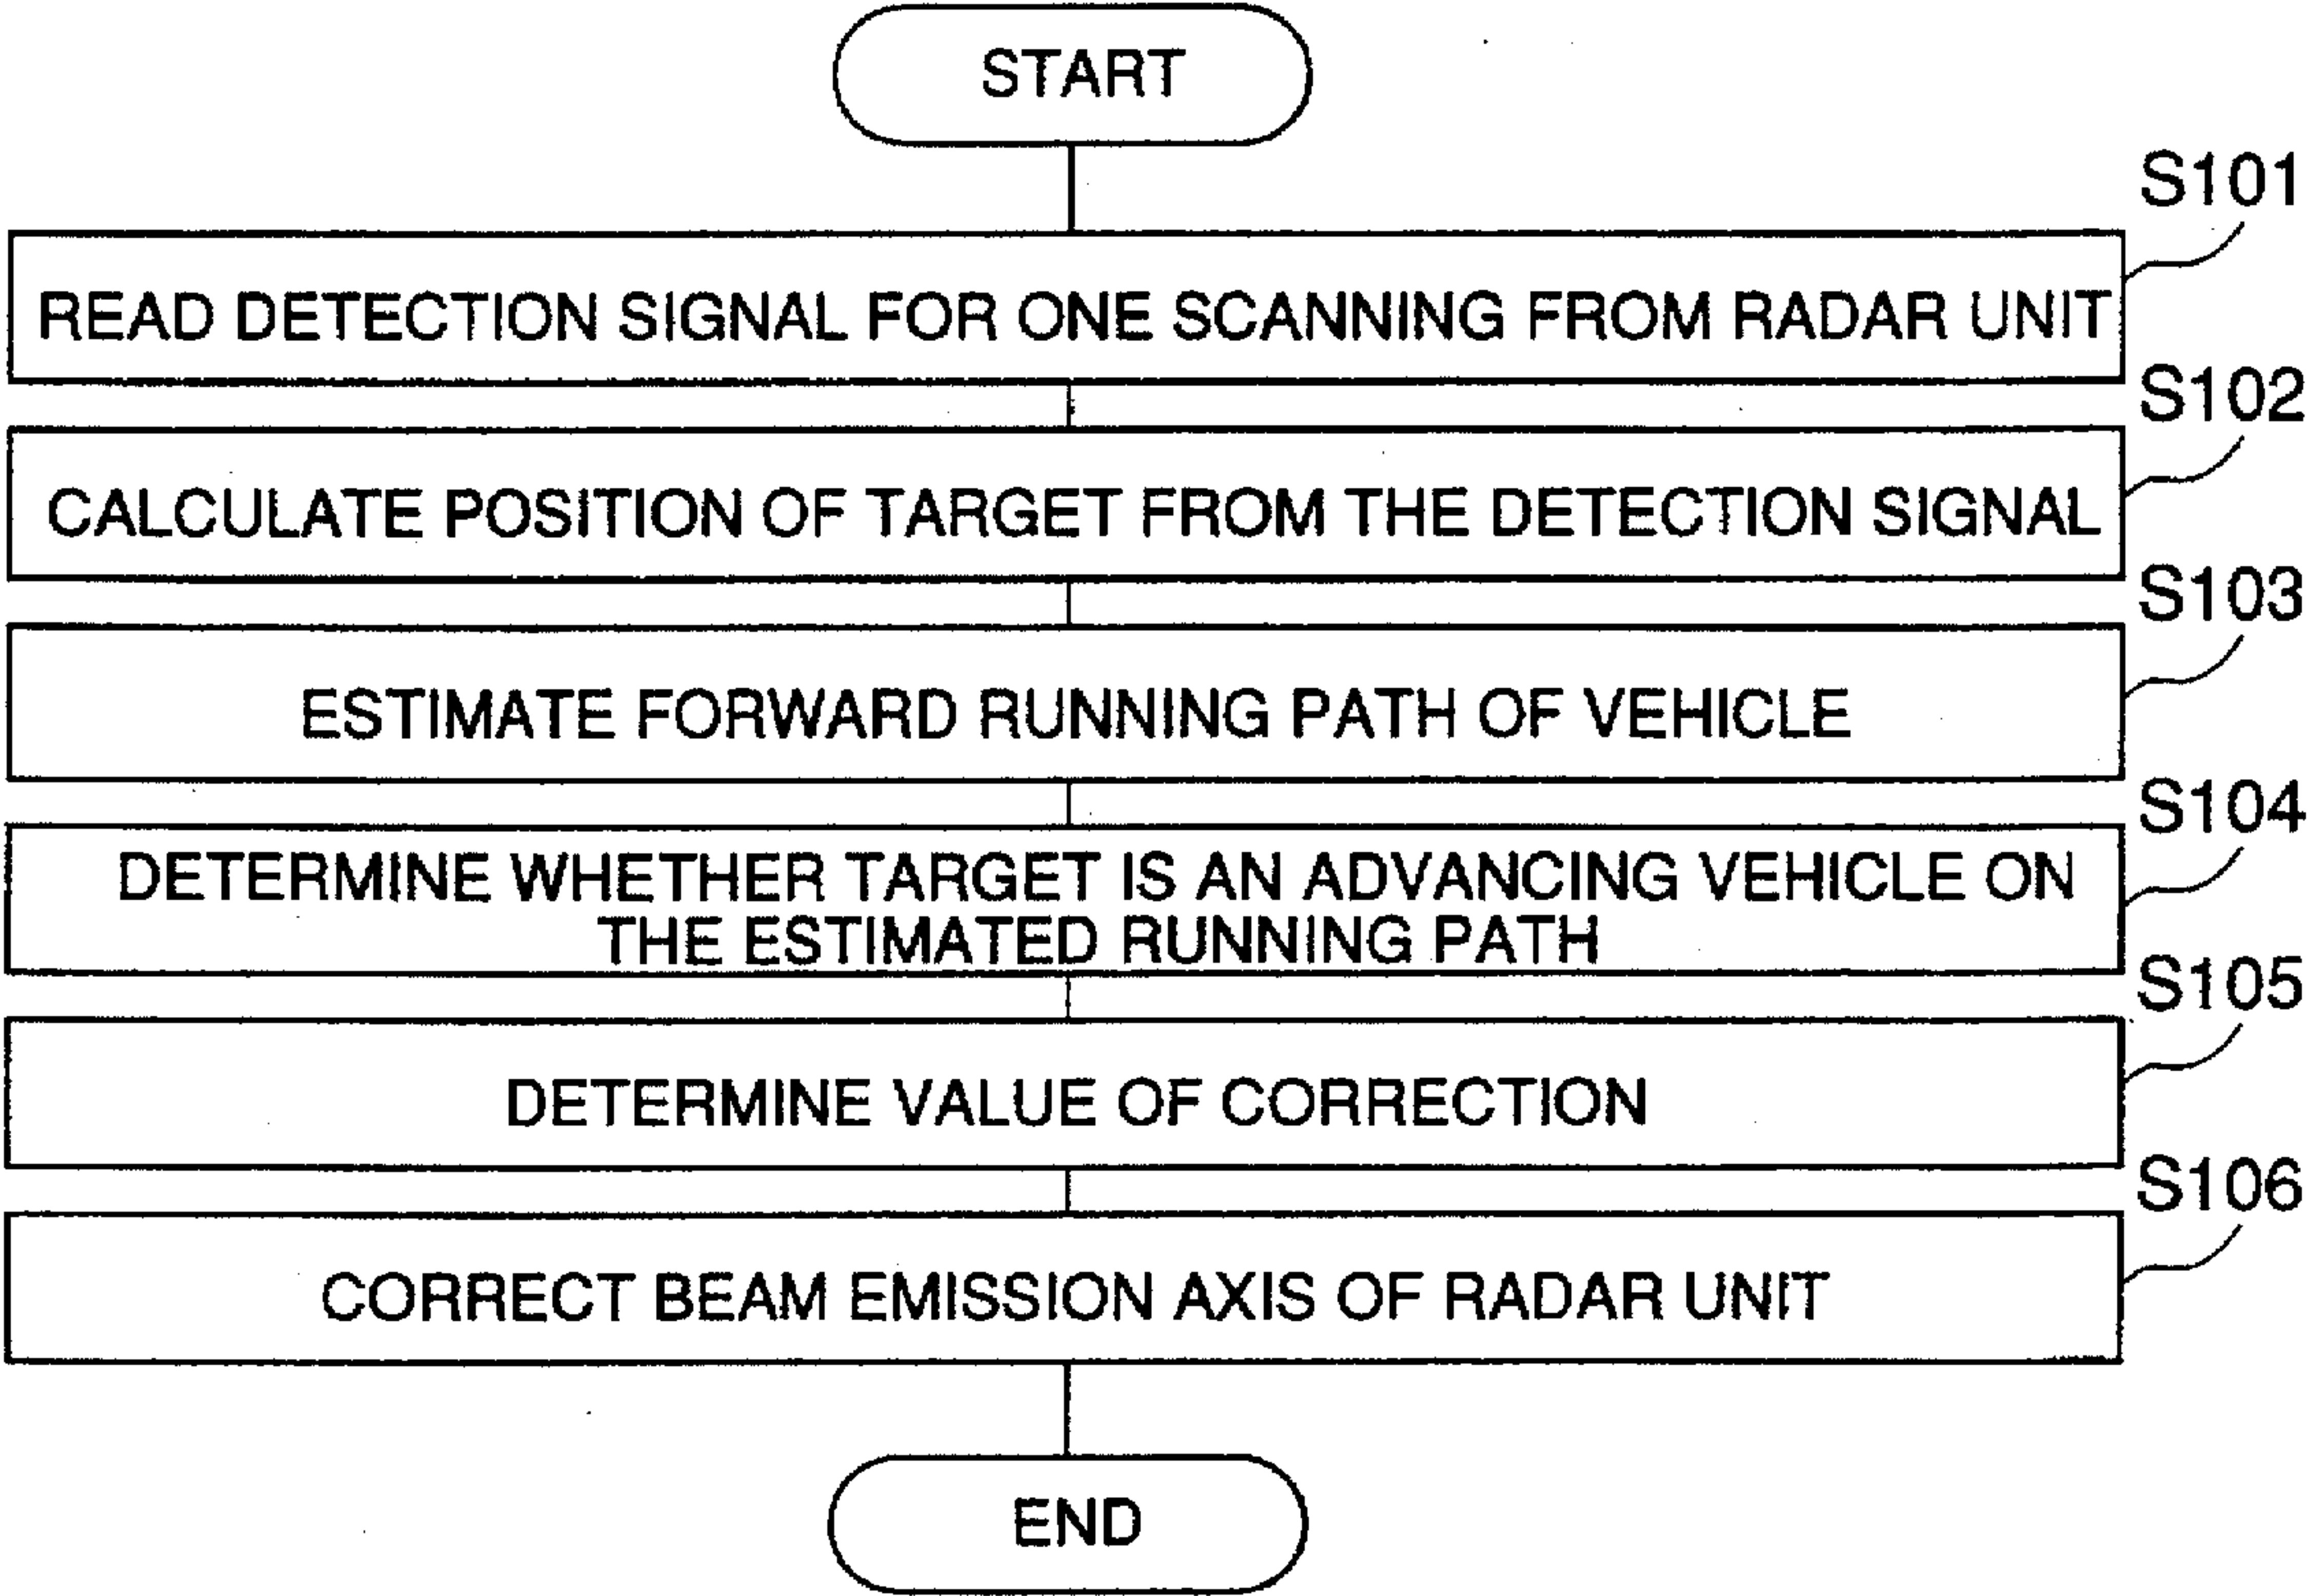 START
S101
READ DETECTION SIGNAL FOR ONE SCANNING FROM RADAR UNIT
S102
CALCULATE POSITION OF TARGET FROM THE DETECTION SIGNAL
S103
ESTIMATE FORWARD RUNNING PATH OF VEHICLE
S104
DETERMINE WHETHER TARGET IS AN ADVANCING VEHICLE ON
THE ESTIMATED RUNNING PATH
S105
DETERMINE VALUE OF CORRECTION
S106
CORRECT BEAM EMISSION AXIS OF RADAR UNIT
END